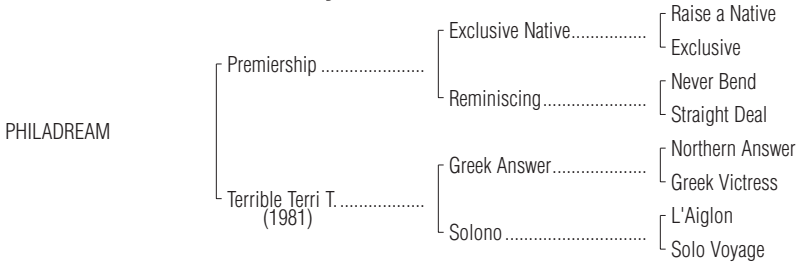 Raise a Native
Exclusive Native................
Exclusive
Premiership ......................
Never Bend
Reminiscing......................
Straight Deal
PHILADREAM
Northern Answer
Greek Answer....................
Greek Victress
Terrible Terri T. ..................
(1981)
L'Aiglon
Solono ..............................
Solo Voyage